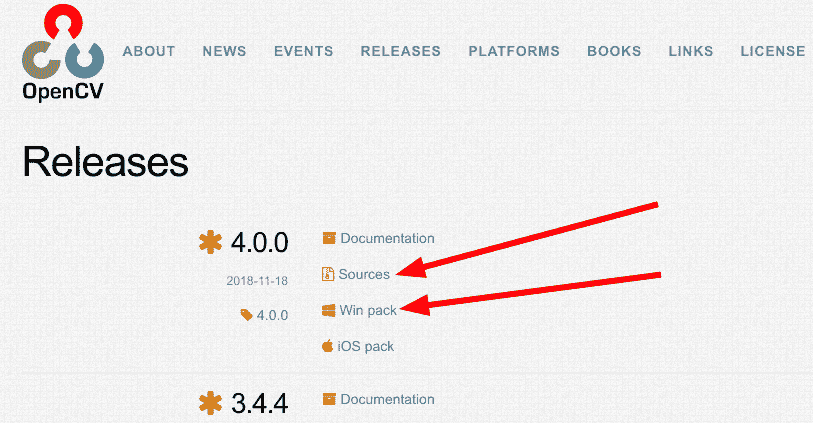 ABOUT NEWS EVENTS RELEASES PLATFORMS BOOKS LINKS LICENSE
OpenCV
Releases
4.0.0
2018-11-18
4.0.0
Documentation
Sources
Win pack
iOS pack
3.4.4
Documentation